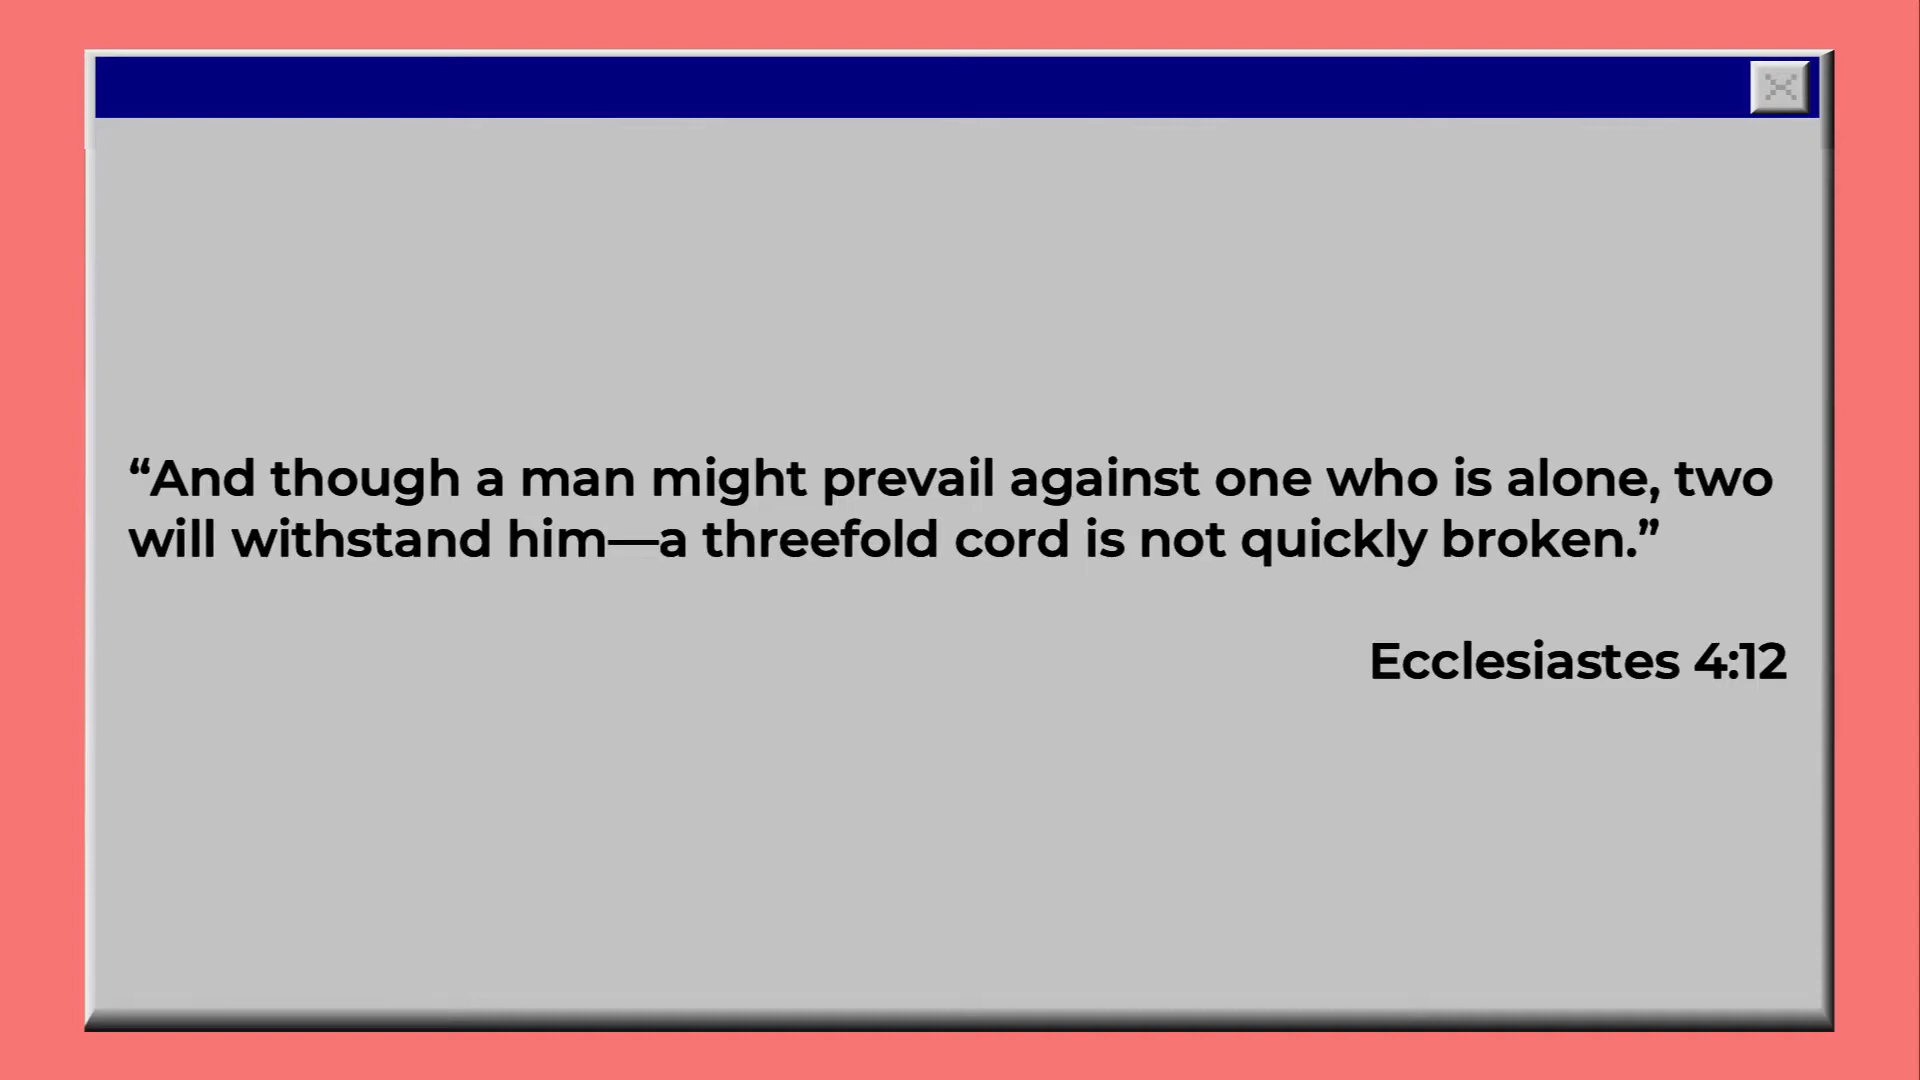 “And though a man might prevail against one who is alone, two
will withstand him—a threefold cord is not quickly broken.”
Ecclesiastes 4:12